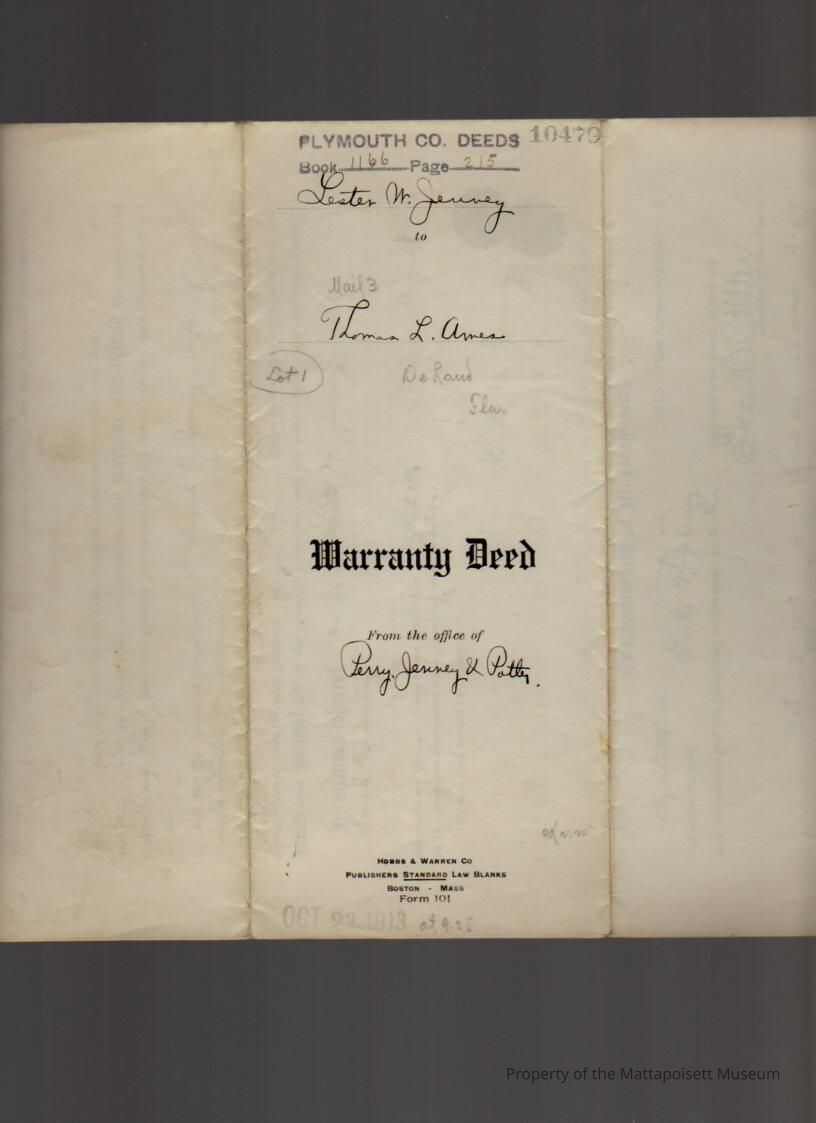 PLYMOUTH CO. DEEDS 10479
Book 1166 Page 215
Lester W. Jenney
to
Mail 3
Thomas L. Ames
Lot 1
De Land
Fla.
Warranty Deed
From the office of
Perry, Jenney & Potter.
HOBBS & WARREN CO
PUBLISHERS STANDARD LAW BLANKS
BOSTON - MASS
Form 101
OCT 22 1913 at 9.25
Property of the Mattapoisett Museum